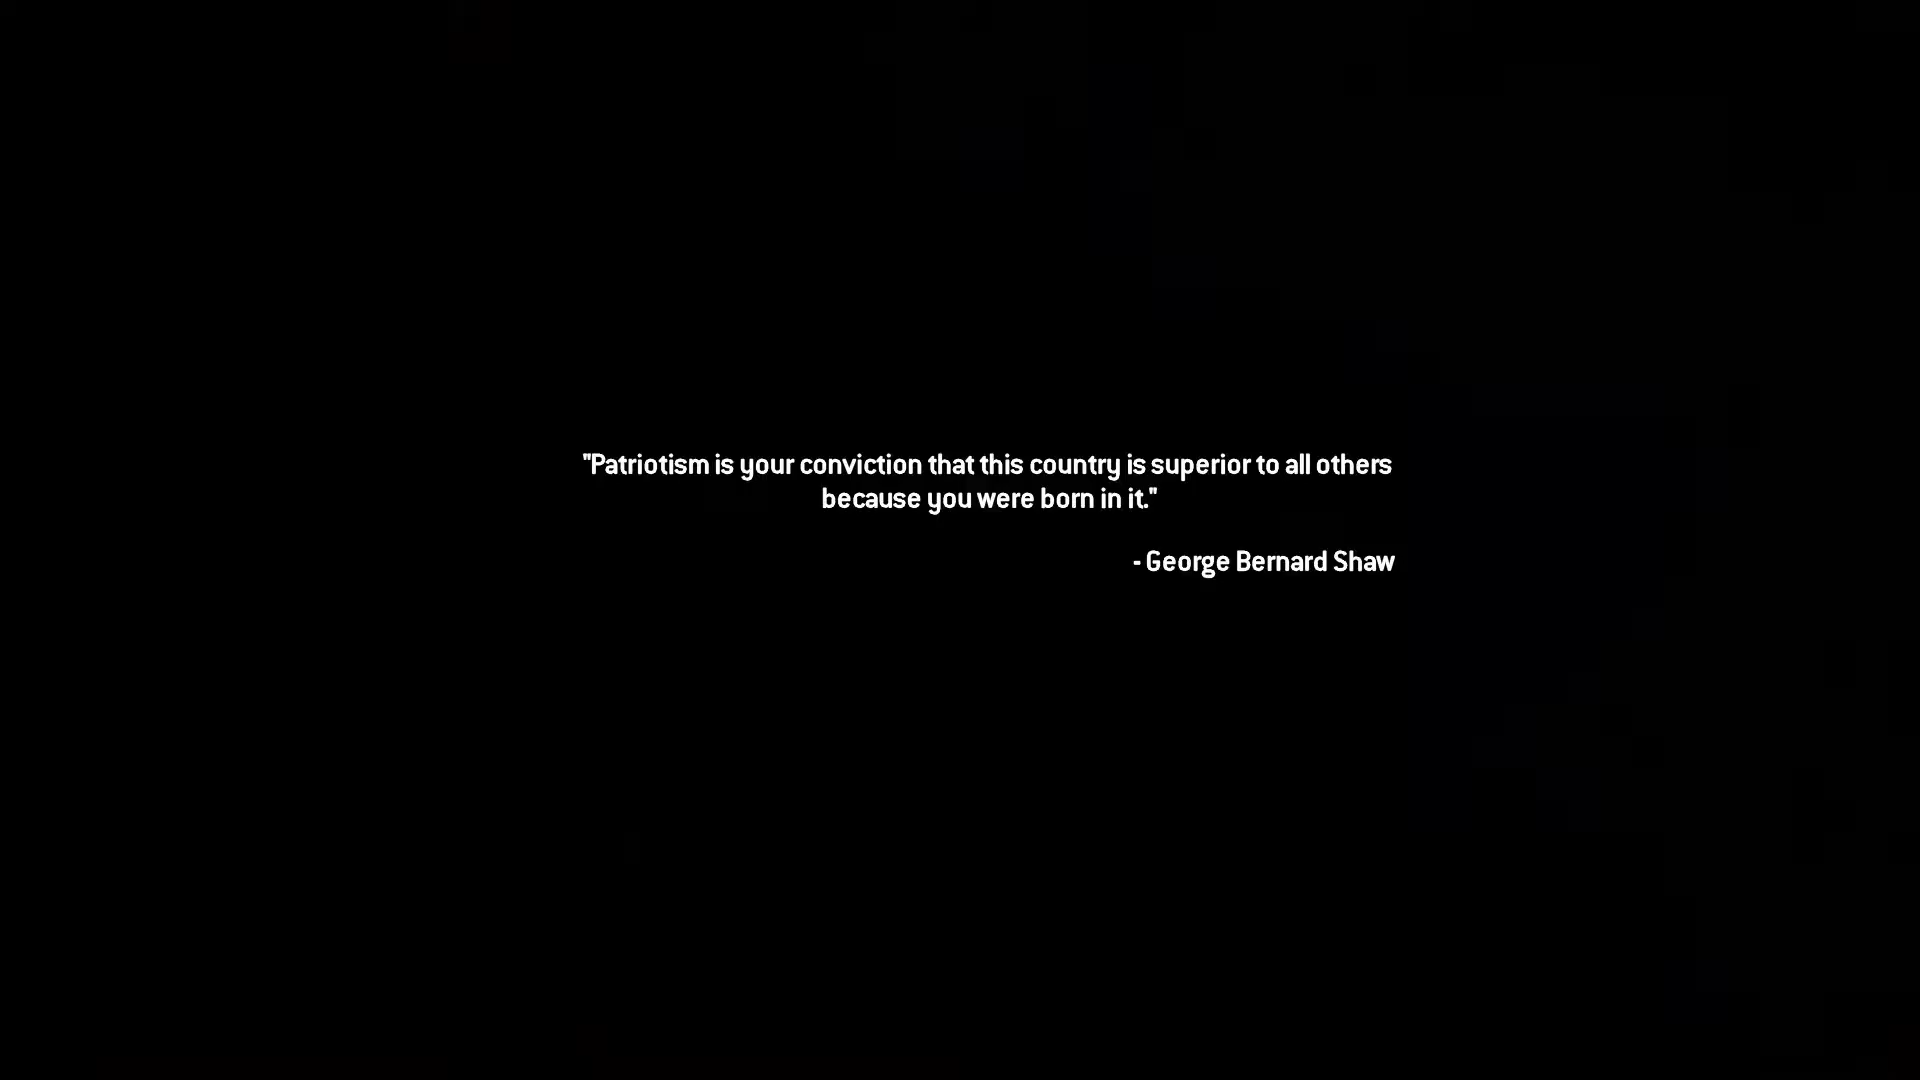 "Patriotism is your conviction that this country is superior to all others
because you were born in it."
- George Bernard Shaw